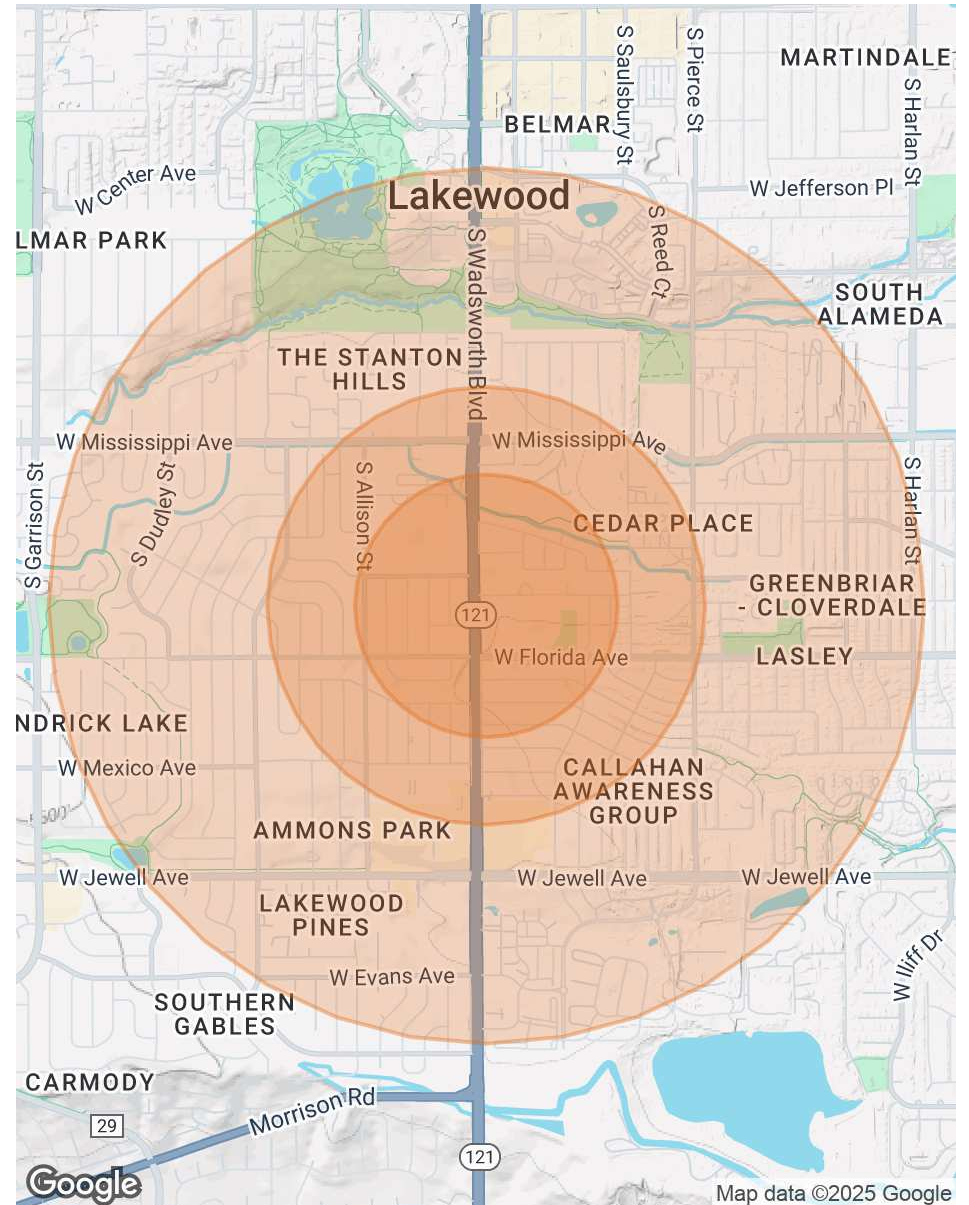 S Saulsbury St
S Pierce St
MARTINDALE
S Harlan St
BELMAR
W Center Ave
W Jefferson Pl
Lakewood
LMAR PARK
S Wadsworth Blvd
S Reed Ct
SOUTH
ALAMEDA
THE STANTON
HILLS
W Mississippi Ave
W Mississippi Ave
S Garrison St
S Dudley St
S Allison St
S Harlan St
CEDAR PLACE
GREENBRIAR
- CLOVERDALE
121
W Florida Ave
LASLEY
NDRICK LAKE
W Mexico Ave
CALLAHAN
AWARENESS
GROUP
AMMONS PARK
W Jewell Ave
W Jewell Ave
W Jewell Ave
LAKEWOOD
PINES
W Iliff Dr
W Evans Ave
SOUTHERN
GABLES
CARMODY
Morrison Rd
29
121
Google
Map data ©2025 Google